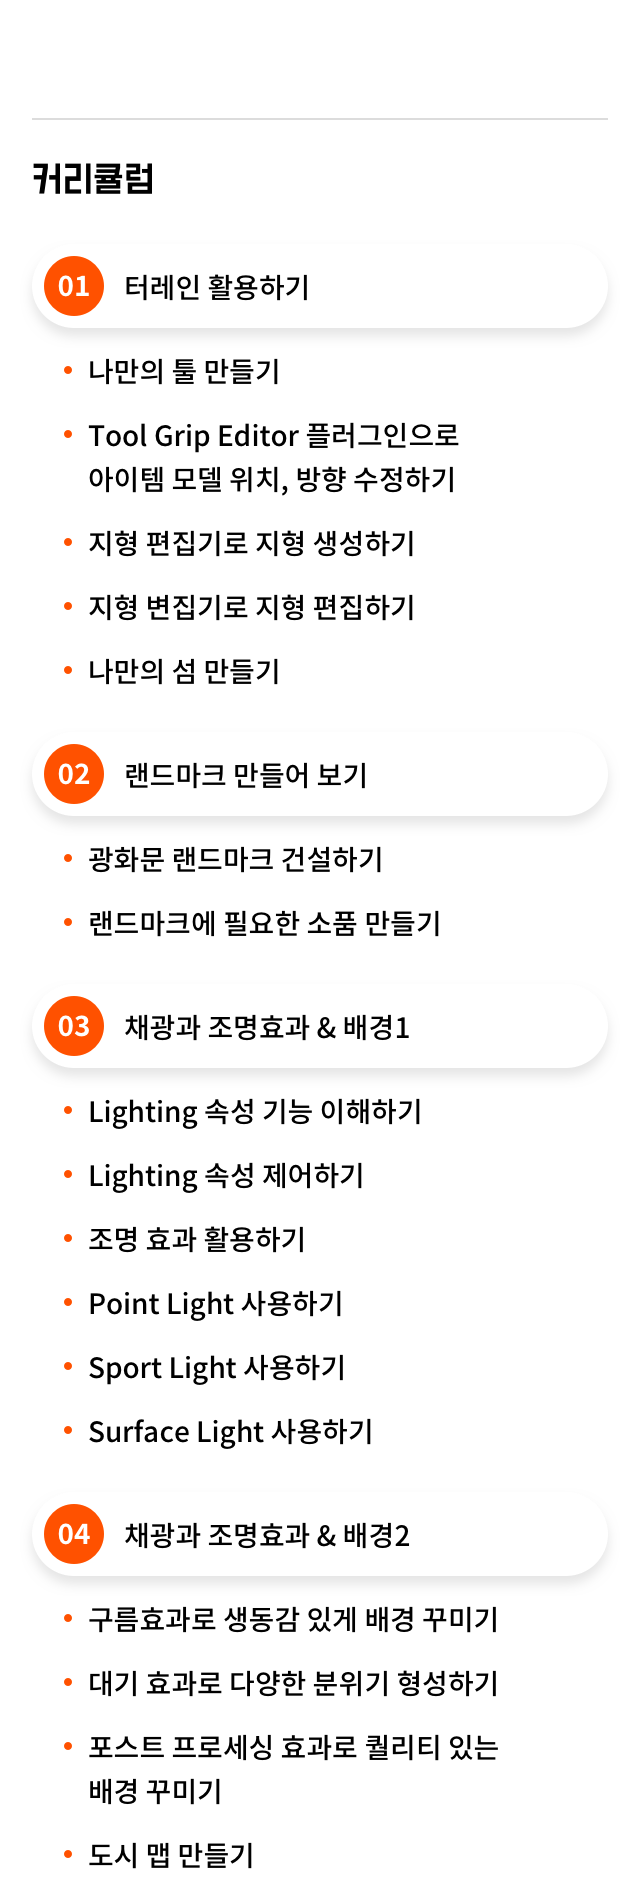 커리큘럼
01 터레인 활용하기
• 나만의 툴 만들기
• Tool Grip Editor 플러그인으로
아이템 모델 위치, 방향 수정하기
• 지형 편집기로 지형 생성하기
• 지형 변집기로 지형 편집하기
• 나만의 섬 만들기
02 랜드마크 만들어 보기
• 광화문 랜드마크 건설하기
• 랜드마크에 필요한 소품 만들기
03 채광과 조명효과 & 배경1
• Lighting 속성 기능 이해하기
• Lighting 속성 제어하기
• 조명 효과 활용하기
• Point Light 사용하기
• Sport Light 사용하기
• Surface Light 사용하기
04 채광과 조명효과 & 배경2
• 구름효과로 생동감 있게 배경 꾸미기
• 대기 효과로 다양한 분위기 형성하기
• 포스트 프로세싱 효과로 퀄리티 있는
배경 꾸미기
• 도시 맵 만들기